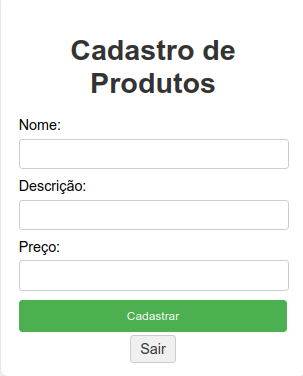 Cadastro de
Produtos
Nome:
Descrição:
Preço:
Cadastrar
Sair